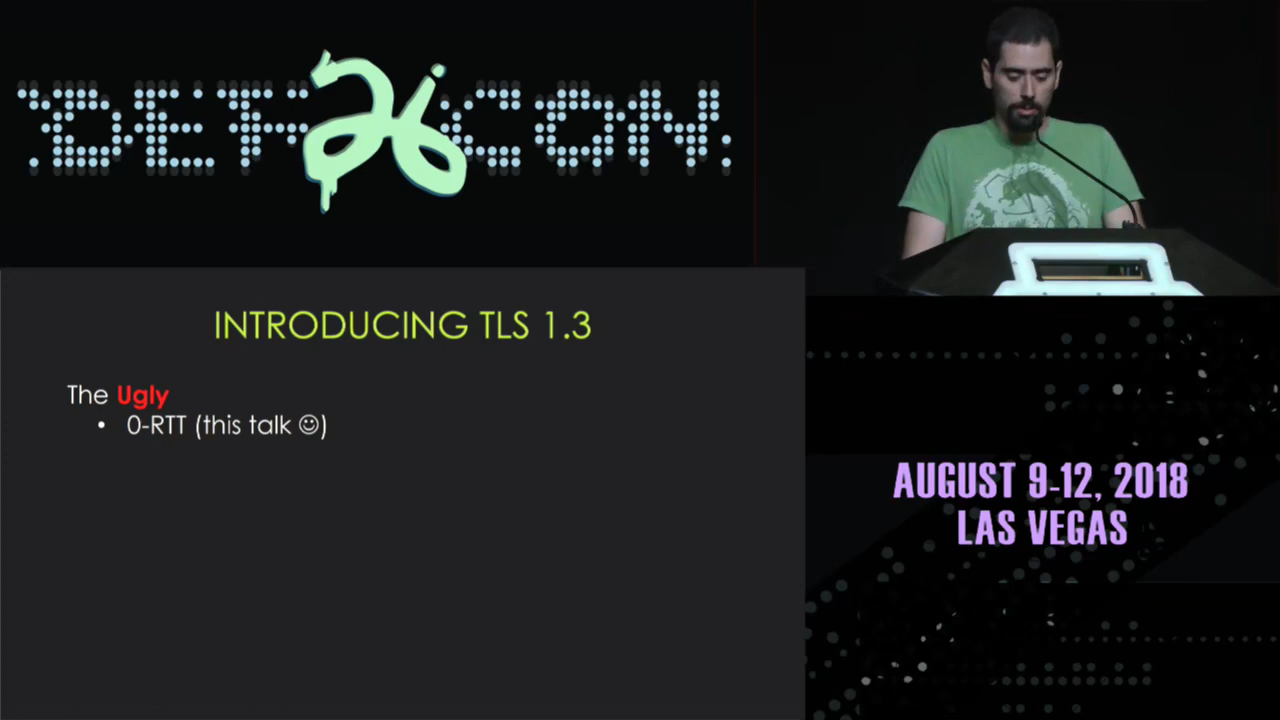 DEF 26 CON
INTRODUCING TLS 1.3
The Ugly
• 0-RTT (this talk ☺)
AUGUST 9-12, 2018
LAS VEGAS